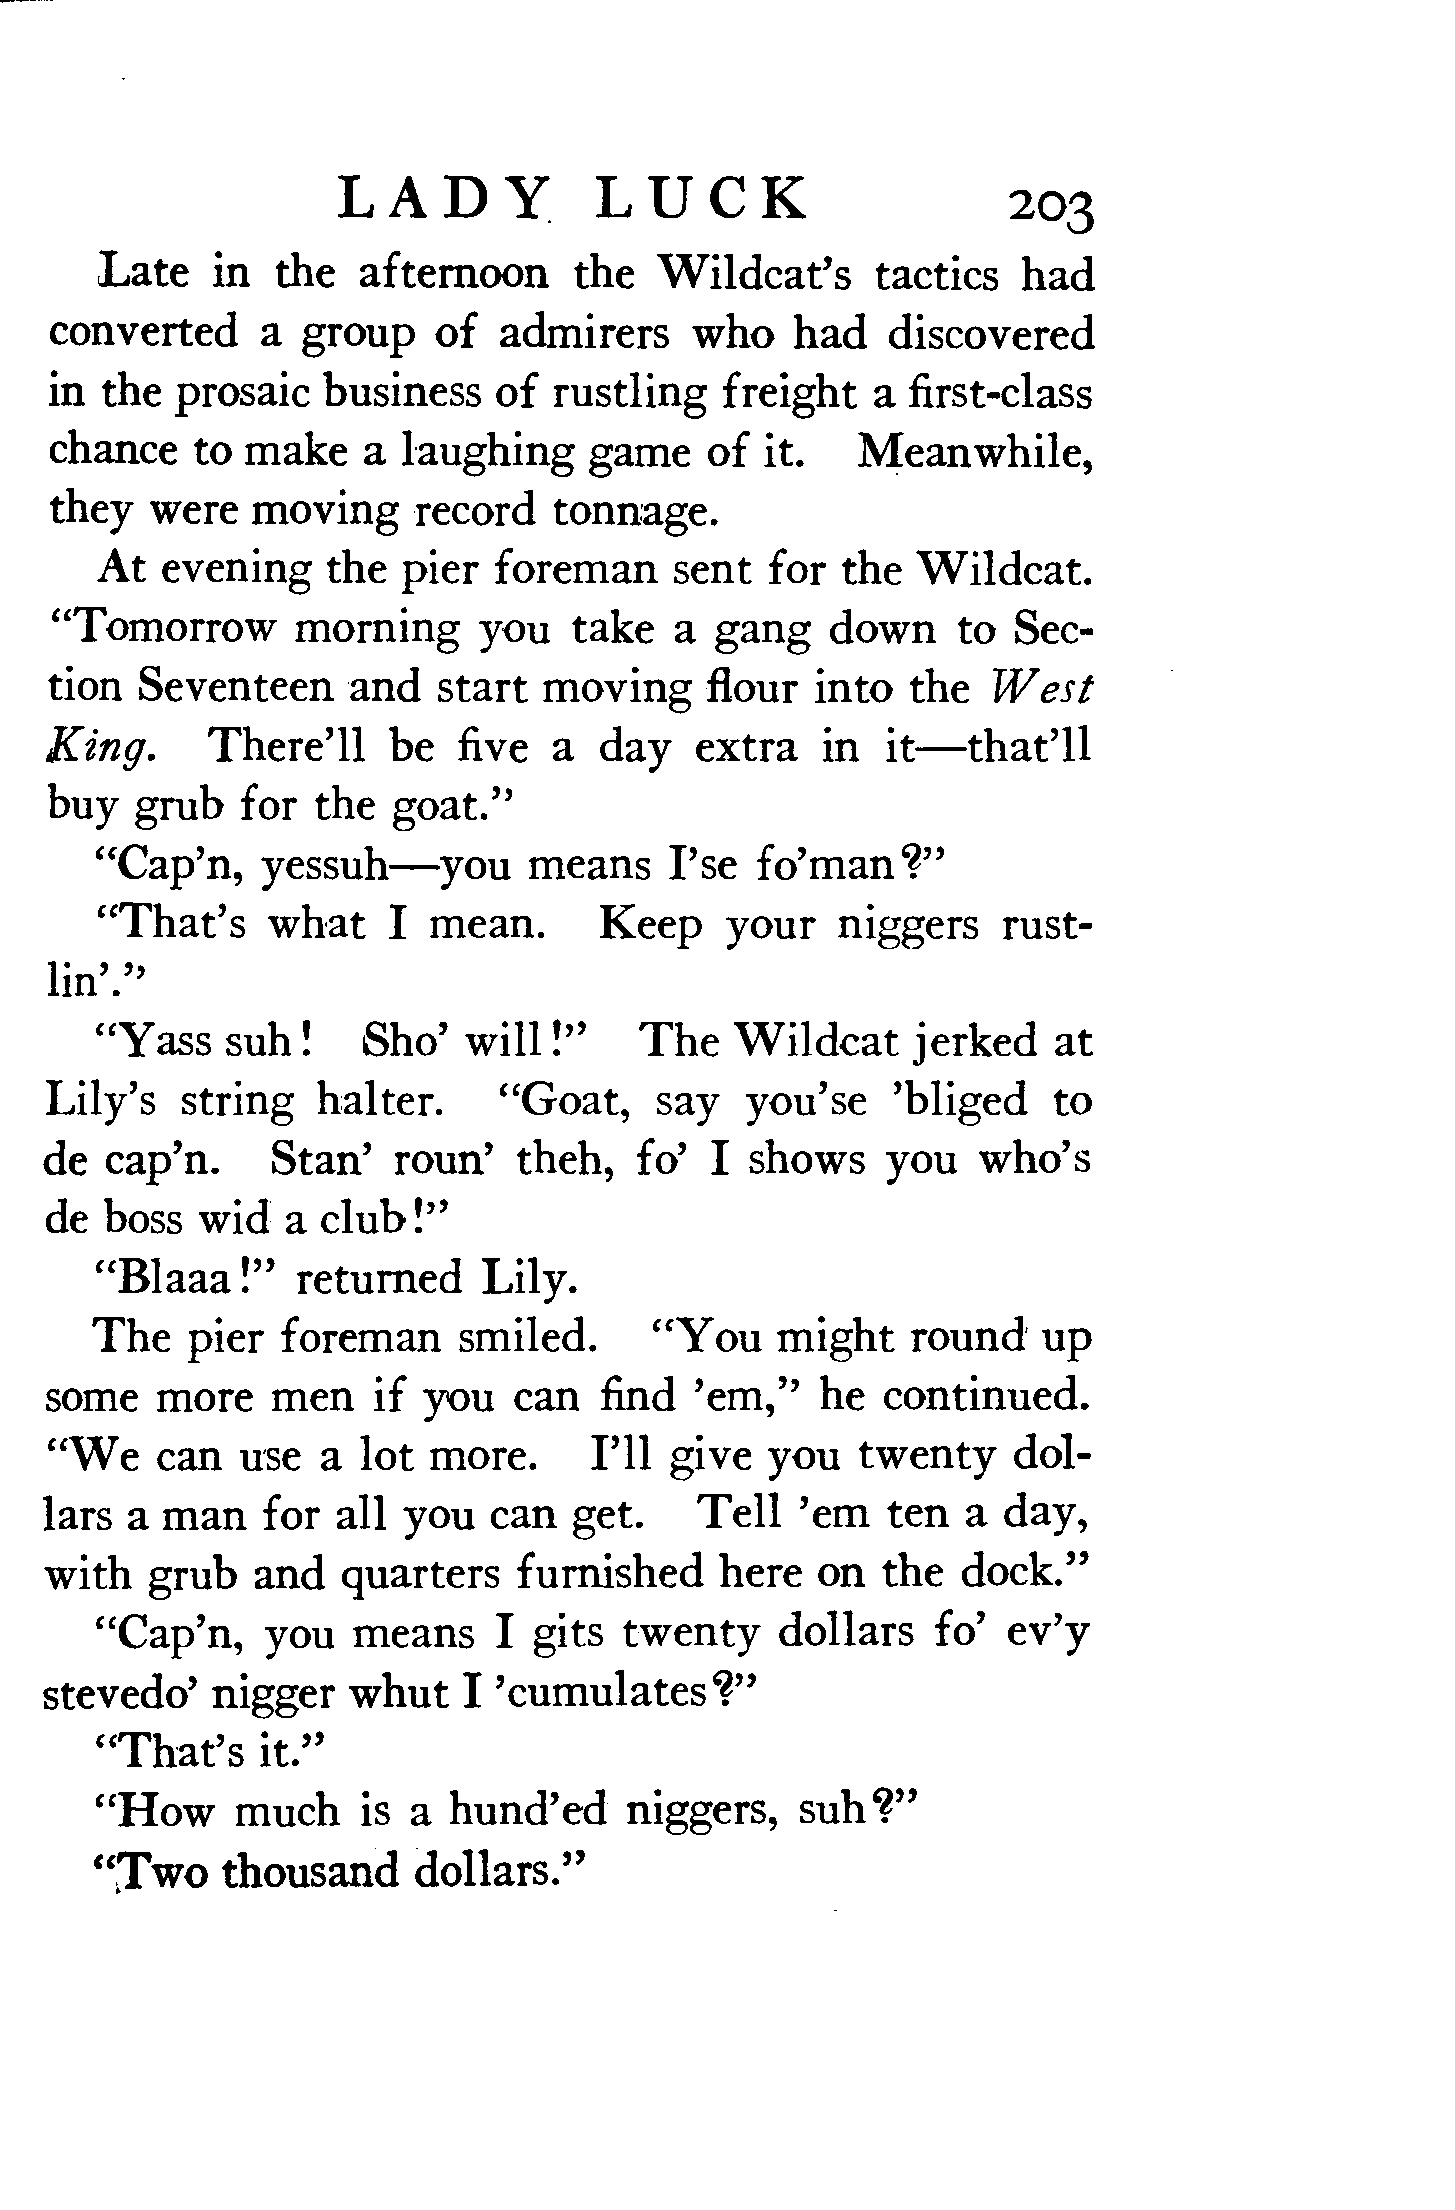 LADY LUCK 203
Late in the afternoon the Wildcat's tactics had
converted a group of admirers who had discovered
in the prosaic business of rustling freight a first-class
chance to make a laughing game of it. Meanwhile,
they were moving record tonnage.
At evening the pier foreman sent for the Wildcat.
"Tomorrow morning you take a gang down to Sec-
tion Seventeen and start moving flour into the West
King. There'll be five a day extra in it—that'll
buy grub for the goat."
"Cap'n, yessuh—you means I'se fo'man?"
"That's what I mean. Keep your niggers rust-
lin'."
"Yass suh! Sho' will!" The Wildcat jerked at
Lily's string halter. "Goat, say you'se 'bliged to
de cap'n. Stan' roun' theh, fo' I shows you who's
de boss wid a club!"
"Blaaa!" returned Lily.
The pier foreman smiled. "You might round up
some more men if you can find 'em," he continued.
"We can use a lot more. I'll give you twenty dol-
lars a man for all you can get. Tell 'em ten a day,
with grub and quarters furnished here on the dock."
"Cap'n, you means I gits twenty dollars fo' ev'y
stevedo' nigger whut I 'cumulates?"
"That's it."
"How much is a hund'ed niggers, suh?"
"Two thousand dollars."